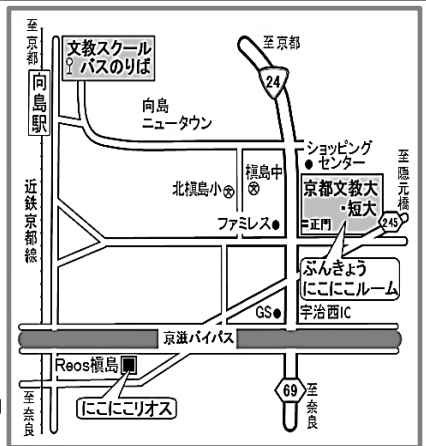 至京都
文教スクール
バスのりば
向島駅
至京都
24
向島
ニュータウン
ショッピング
センター
至隠元橋
槇島中
北槇島小
京都文教大
・短大
正門
245
ファミレス
近鉄京都線
ぶんきょう
にこにこルーム
GS
宇治西IC
京滋バイパス
Reos槇島
にこにこリオス
69
至奈良
至奈良